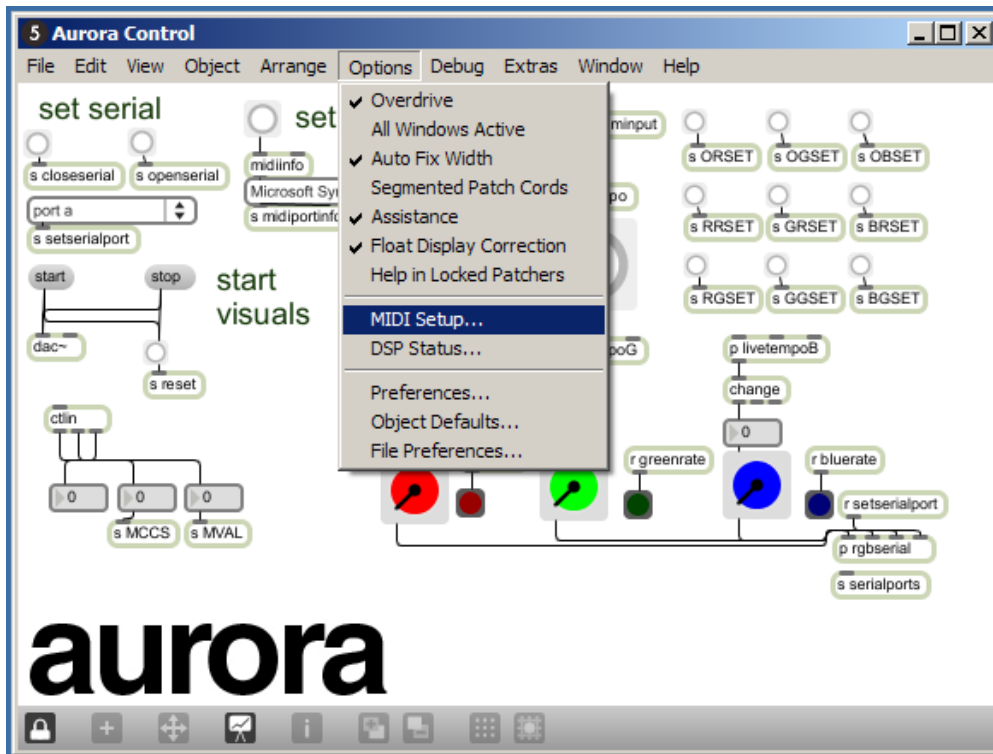 5 Aurora Control
File Edit View Object Arrange Options Debug Extras Window Help
set serial
set
s closeserial
s openserial
port a
s setserialport
midiinfo
Microsoft Sy
s midiportinfo
start
stop
start
visuals
dac~
s reset
ctlin
0
0
0
s MCCS
s MVAL
Overdrive
All Windows Active
Auto Fix Width
Segmented Patch Cords
Assistance
Float Display Correction
Help in Locked Patchers
MIDI Setup...
DSP Status...
Preferences...
Object Defaults...
File Preferences...
minput
po
poG
s ORSET
s OGSET
s OBSET
s RRSET
s GRSET
s BRSET
s RGSET
s GGSET
s BGSET
p livetempoB
change
0
r greenrate
r bluerate
r setserialport
p rgbserial
s serialports
aurora
i